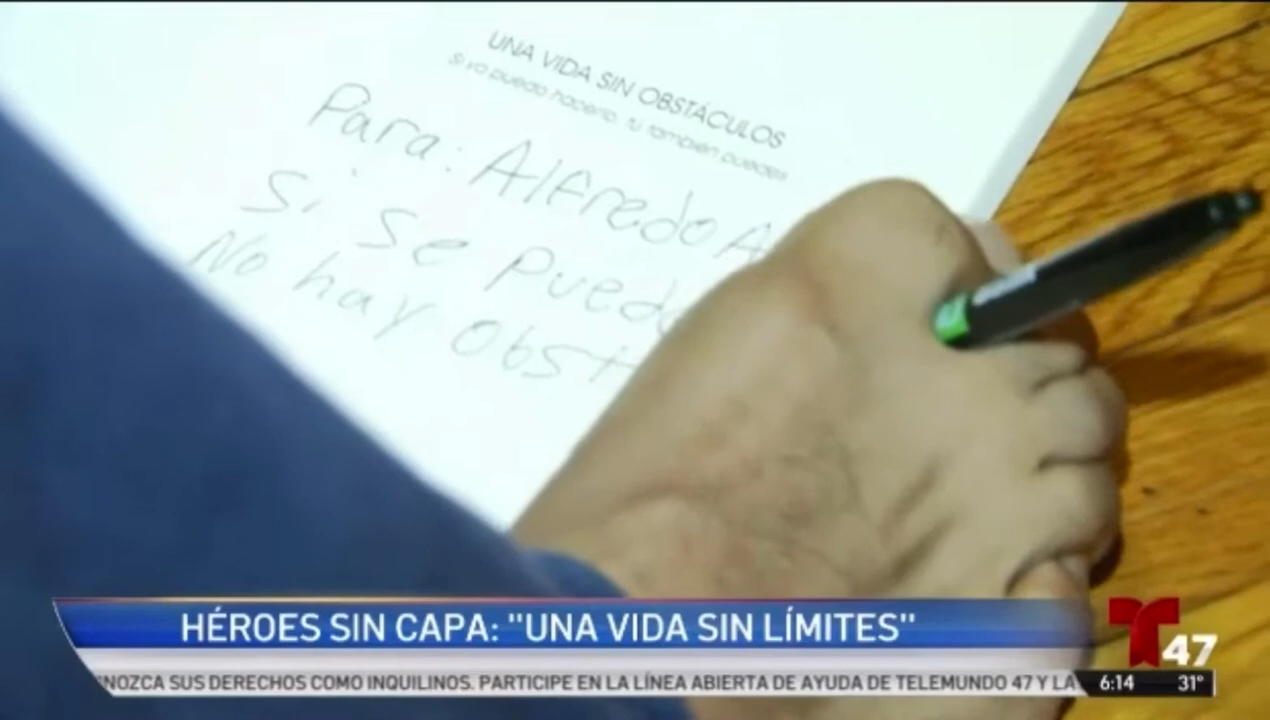 UNA VIDA SIN OBSTÁCULOS
Si yo puedo hacerlo, tu también puedes
Para: Alfredo A
Si se Puede
No hay Obst
HÉROES SIN CAPA: "UNA VIDA SIN LÍMITES"
T 47
NOZCA SUS DERECHOS COMO INQUILINOS. PARTICIPE EN LA LÍNEA ABIERTA DE AYUDA DE TELEMUNDO 47 Y LA
6:14 31°